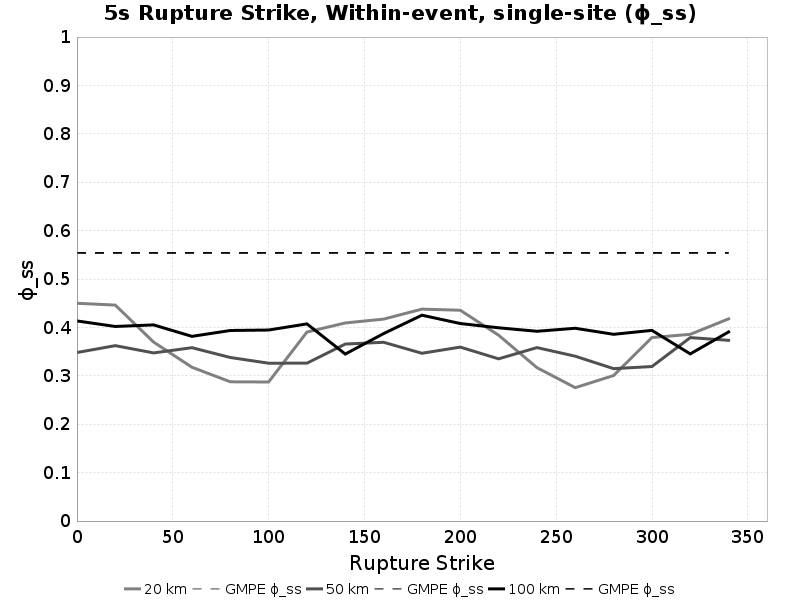 5s Rupture Strike, Within-event, single-site (ϕ_ss)
1
0.9
0.8
0.7
0.6
0.5
0.4
0.3
0.2
0.1
0
ϕ_ss
0 50 100 150 200 250 300 350
Rupture Strike
20 km GMPE ϕ_ss 50 km GMPE ϕ_ss 100 km GMPE ϕ_ss